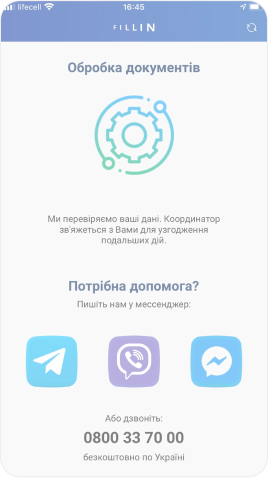 lifecell 16:45
FILLIN
Обробка документів
Ми перевіряємо ваші дані. Координатор
зв'яжеться з Вами для узгодження
подальших дій.
Потрібна допомога?
Пишіть нам у мессенджер:
Або дзвоніть:
0800 33 70 00
безкоштовно по Україні